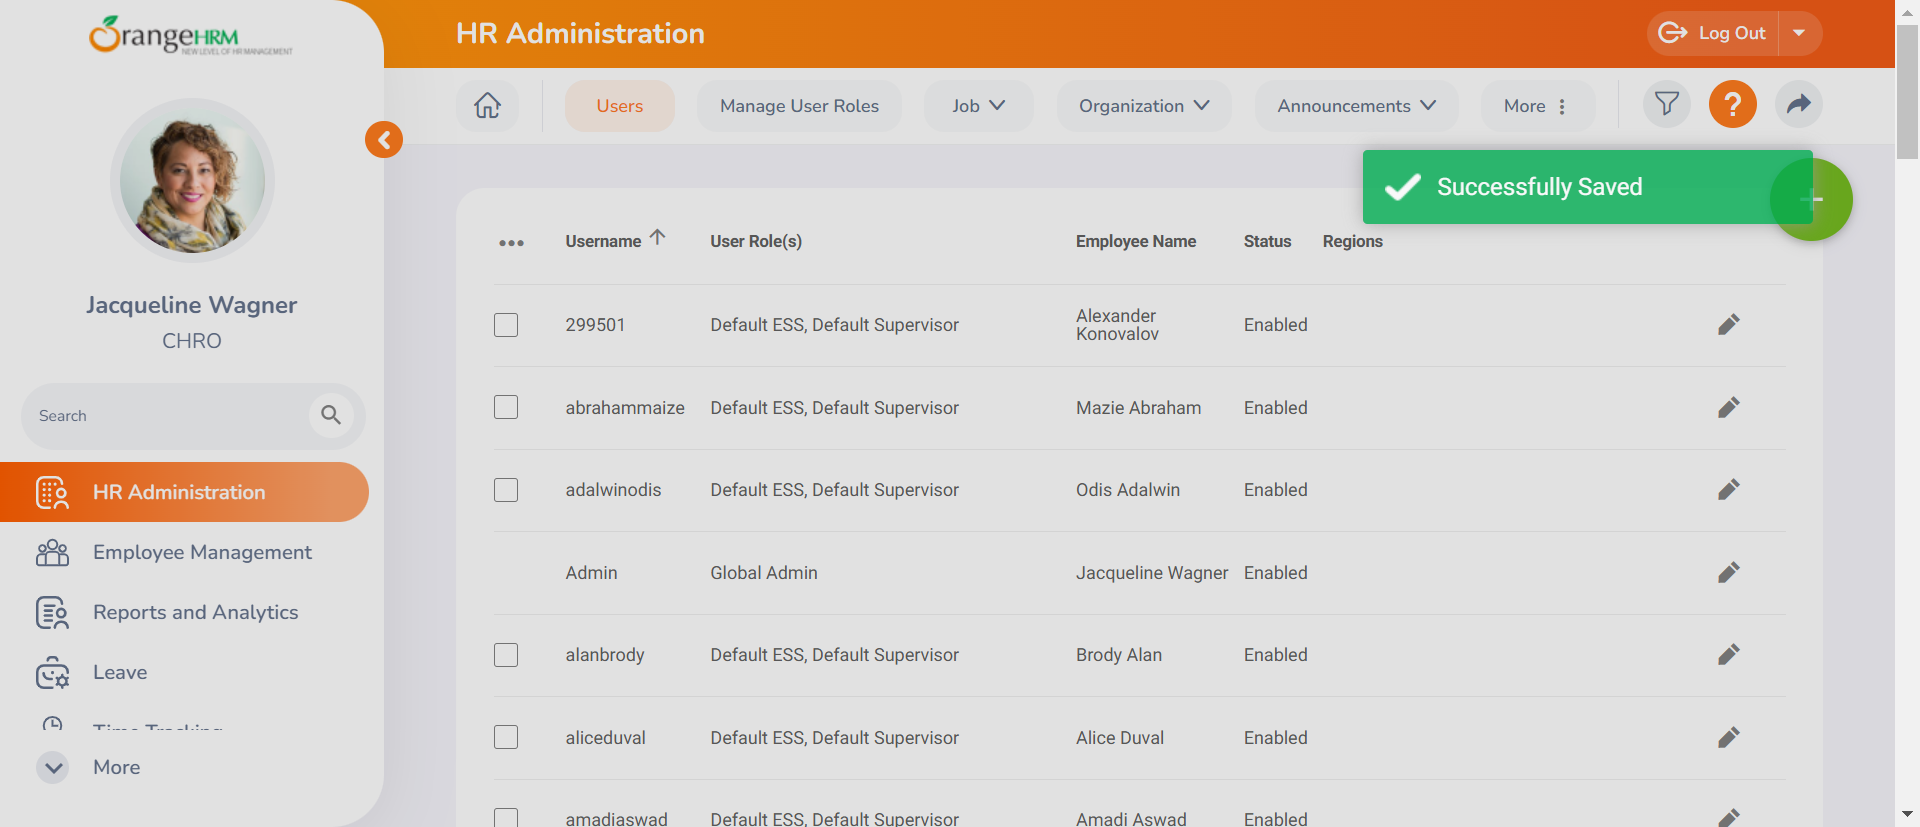 OrangeHRM
NEW LEVEL OF HR MANAGEMENT
HR Administration
Log Out
Users
Manage User Roles
Job
Organization
Announcements
More
?
Successfully Saved
Jacqueline Wagner
CHRO
Search
HR Administration
Employee Management
Reports and Analytics
Leave
Time Tracking
More
Username
User Role(s)
Employee Name
Status
Regions
299501
Default ESS, Default Supervisor
Alexander
Konovalov
Enabled
abrahammaize
Default ESS, Default Supervisor
Mazie Abraham
Enabled
adalwinodis
Default ESS, Default Supervisor
Odis Adalwin
Enabled
Admin
Global Admin
Jacqueline Wagner
Enabled
alanbrody
Default ESS, Default Supervisor
Brody Alan
Enabled
aliceduval
Default ESS, Default Supervisor
Alice Duval
Enabled
amadiaswad
Default ESS, Default Supervisor
Amadi Aswad
Enabled